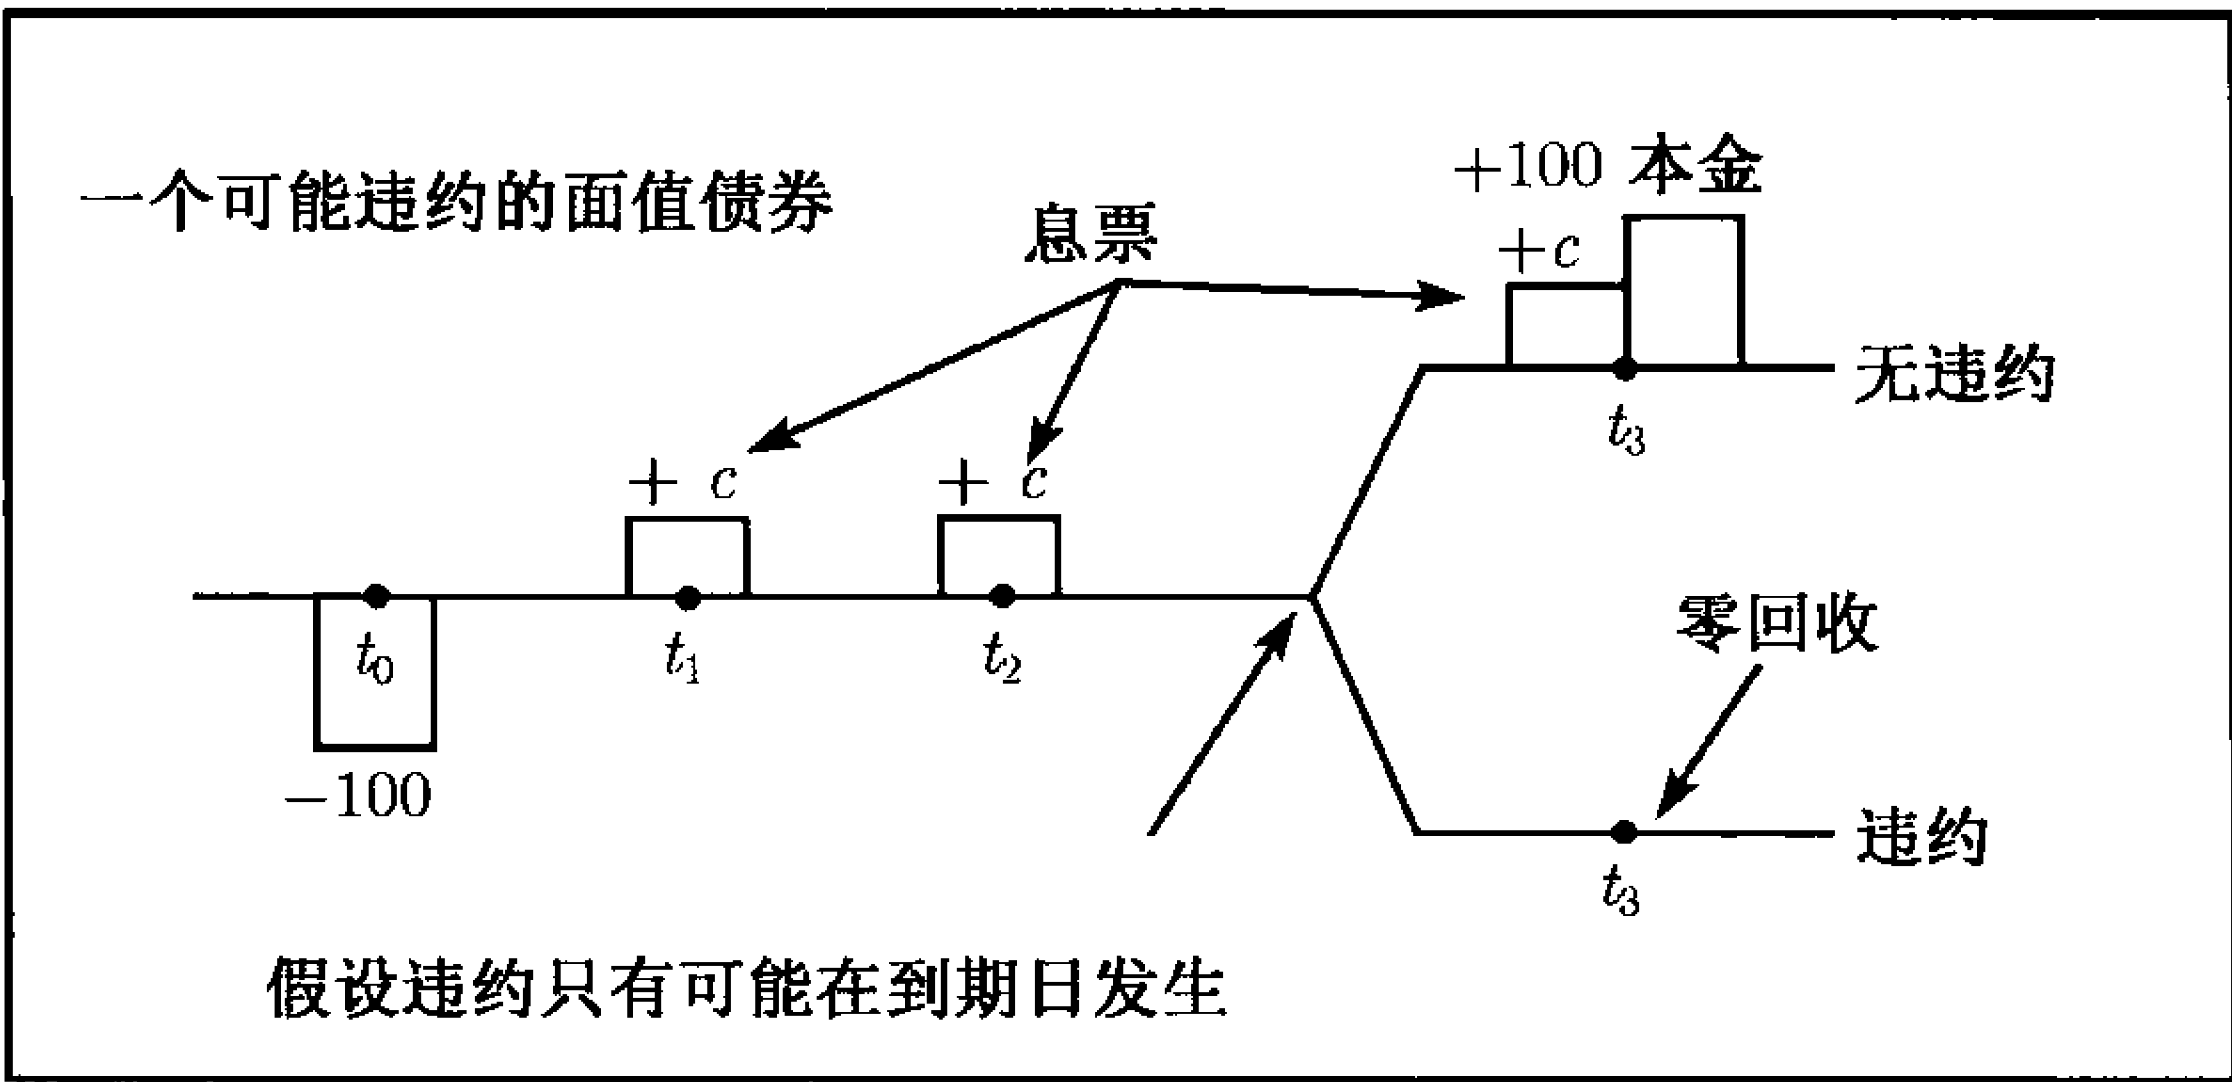 +100 本金
一个可能违约的面值债券
息票
+c
无违约
t₃
+ c
+ c
零回收
t₀
t₁
t₂
−100
违约
t₃
假设违约只有可能在到期日发生